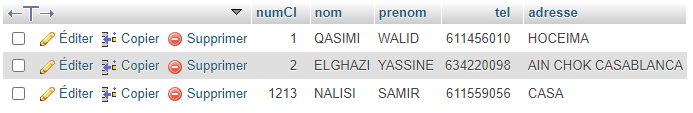 numCl nom prenom tel adresse
Éditer Copier Supprimer 1 QASIMI WALID 611456010 HOCEIMA
Éditer Copier Supprimer 2 ELGHAZI YASSINE 634220098 AIN CHOK CASABLANCA
Éditer Copier Supprimer 1213 NALISI SAMIR 611559056 CASA